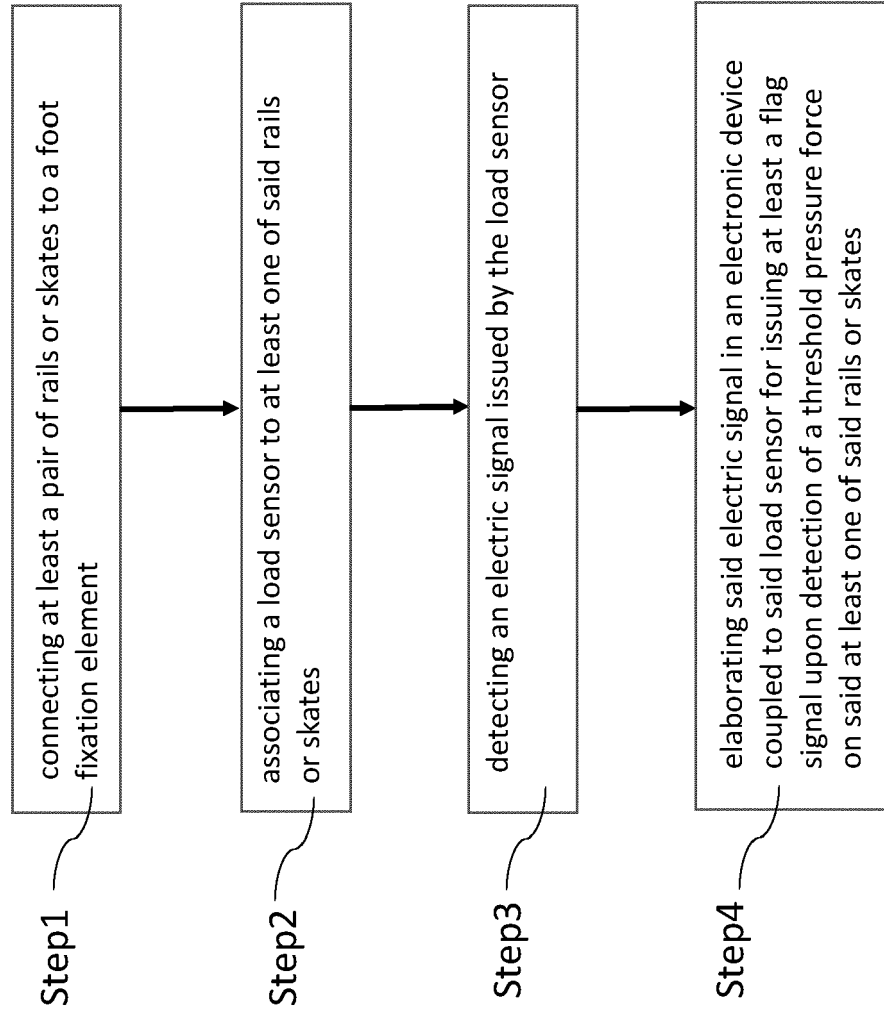 Step1
connecting at least a pair of rails or skates to a foot
fixation element
Step2
associating a load sensor to at least one of said rails
or skates
Step3
detecting an electric signal issued by the load sensor
Step4
elaborating said electric signal in an electronic device
coupled to said load sensor for issuing at least a flag
signal upon detection of a threshold pressure force
on said at least one of said rails or skates